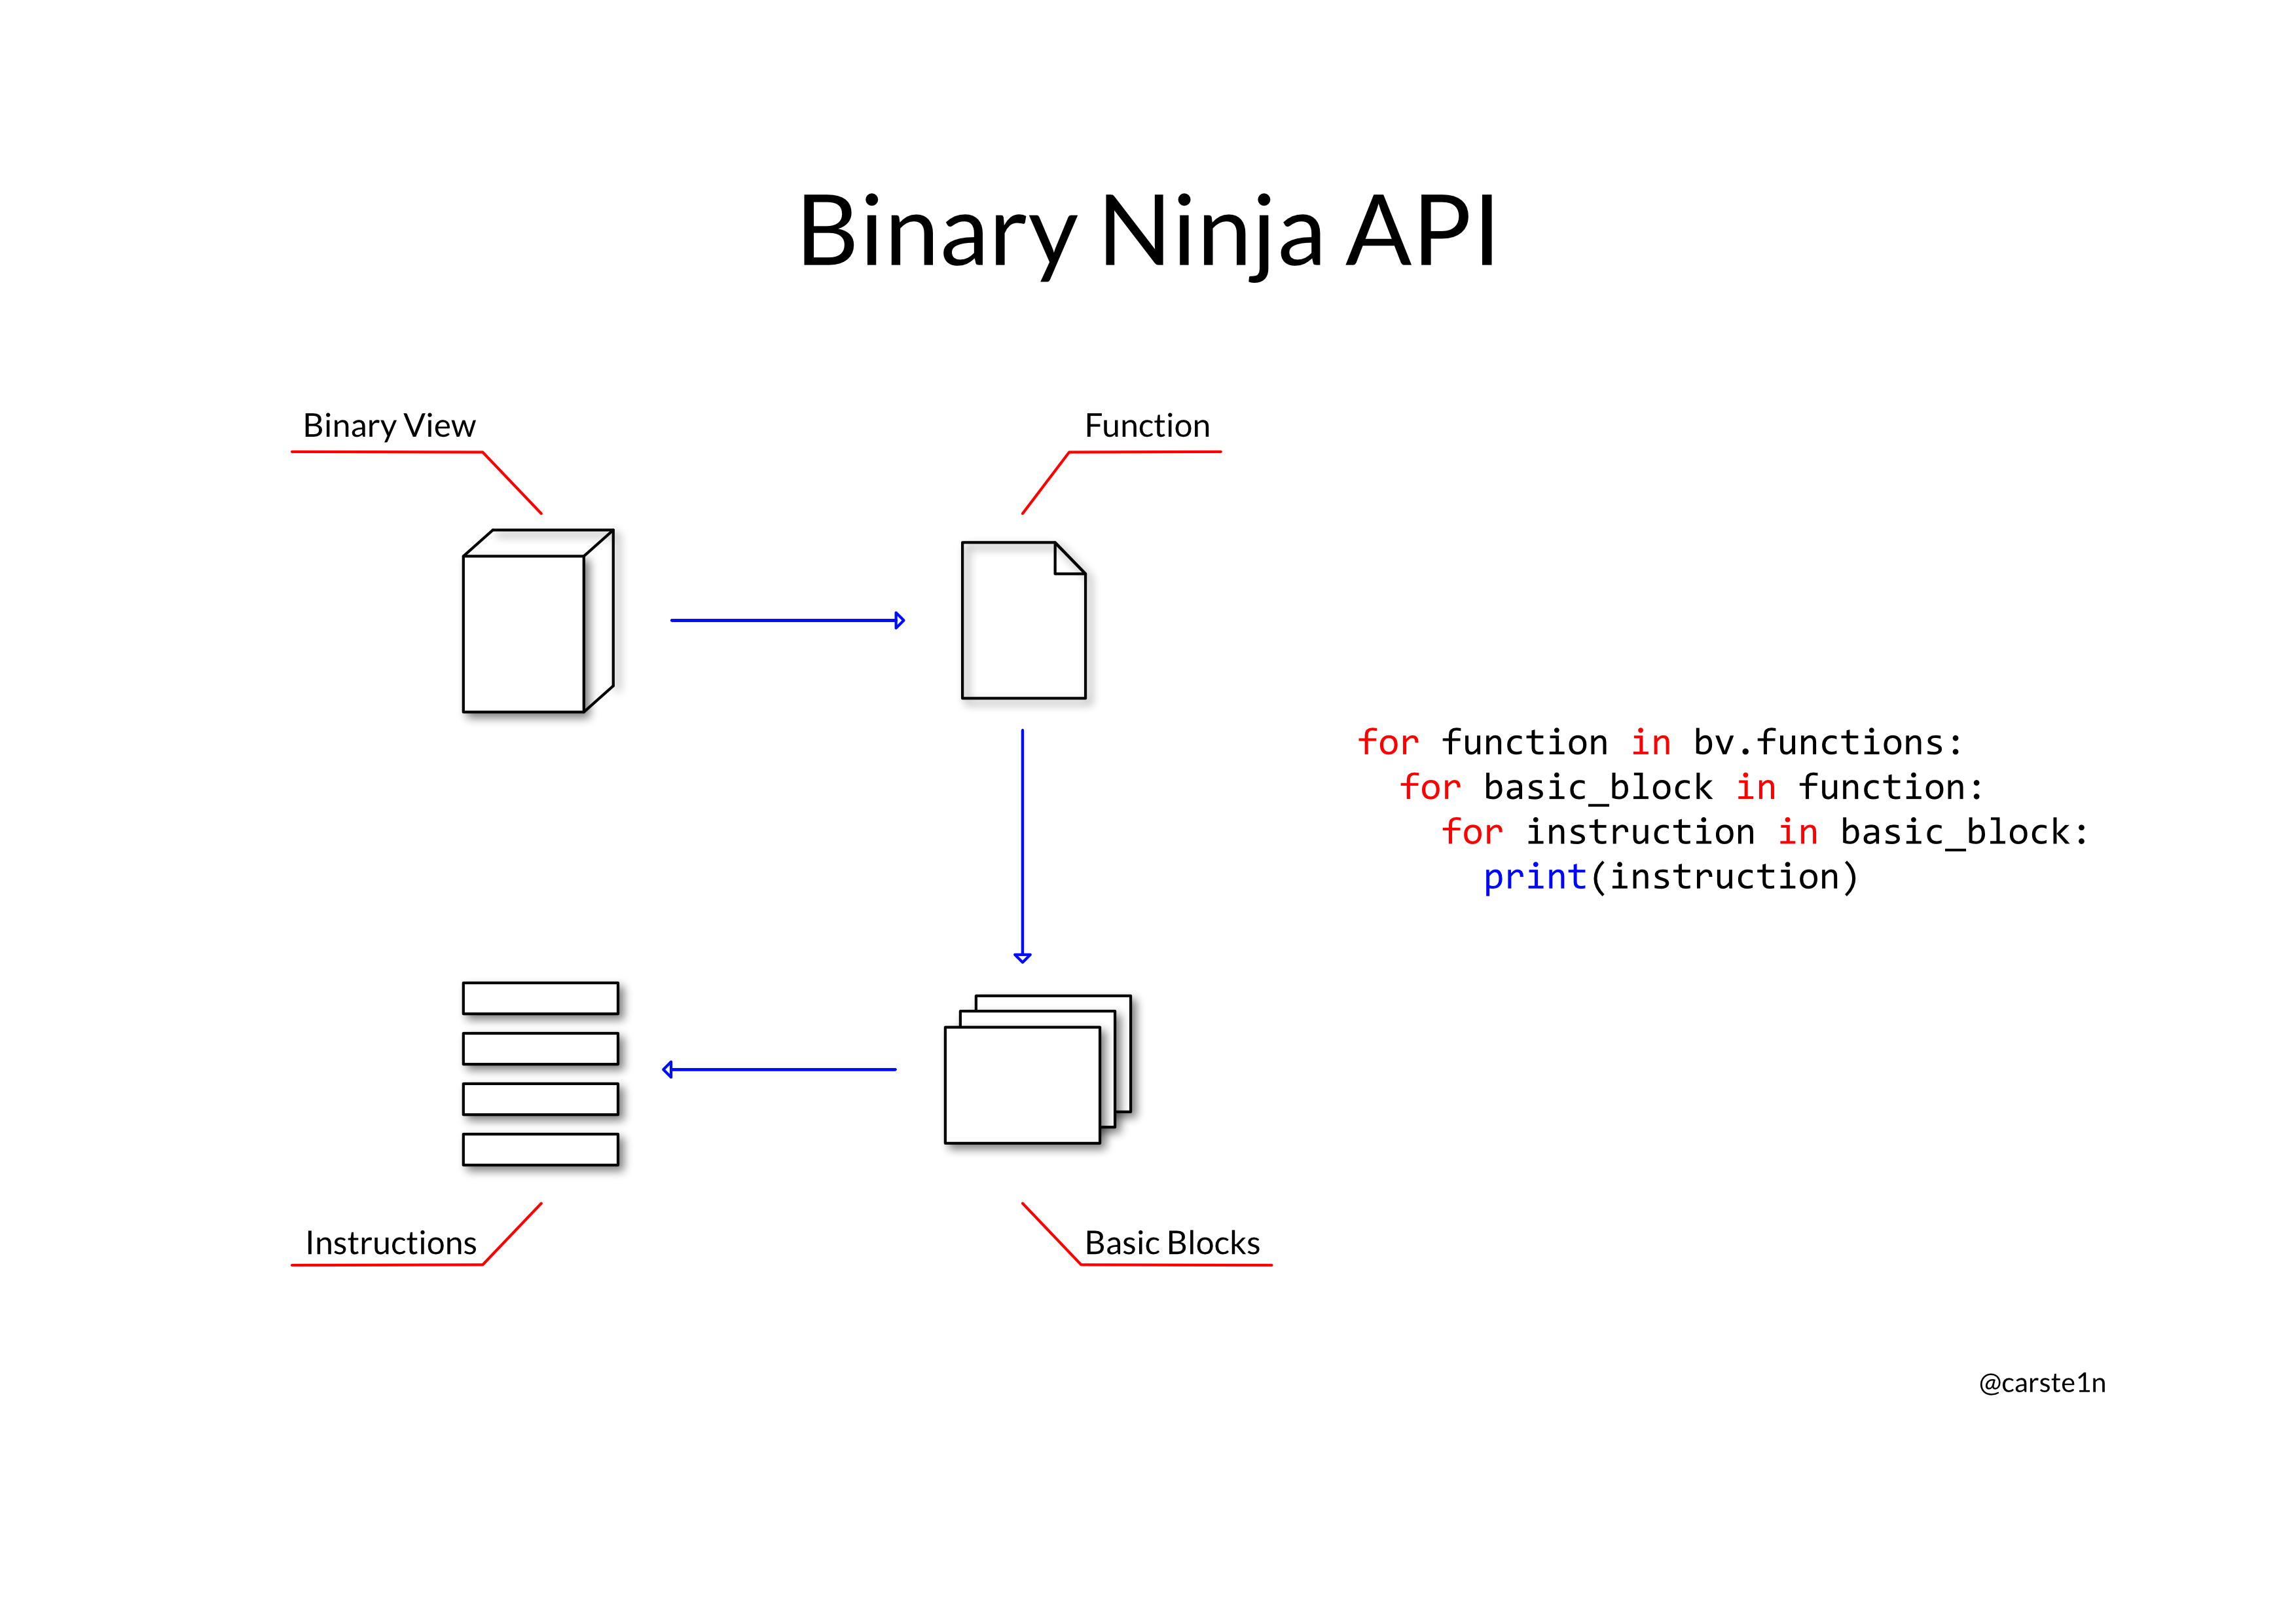 Binary Ninja API
Binary View
Function
for function in bv.functions:
  for basic_block in function:
    for instruction in basic_block:
      print(instruction)
Instructions
Basic Blocks
@carste1n